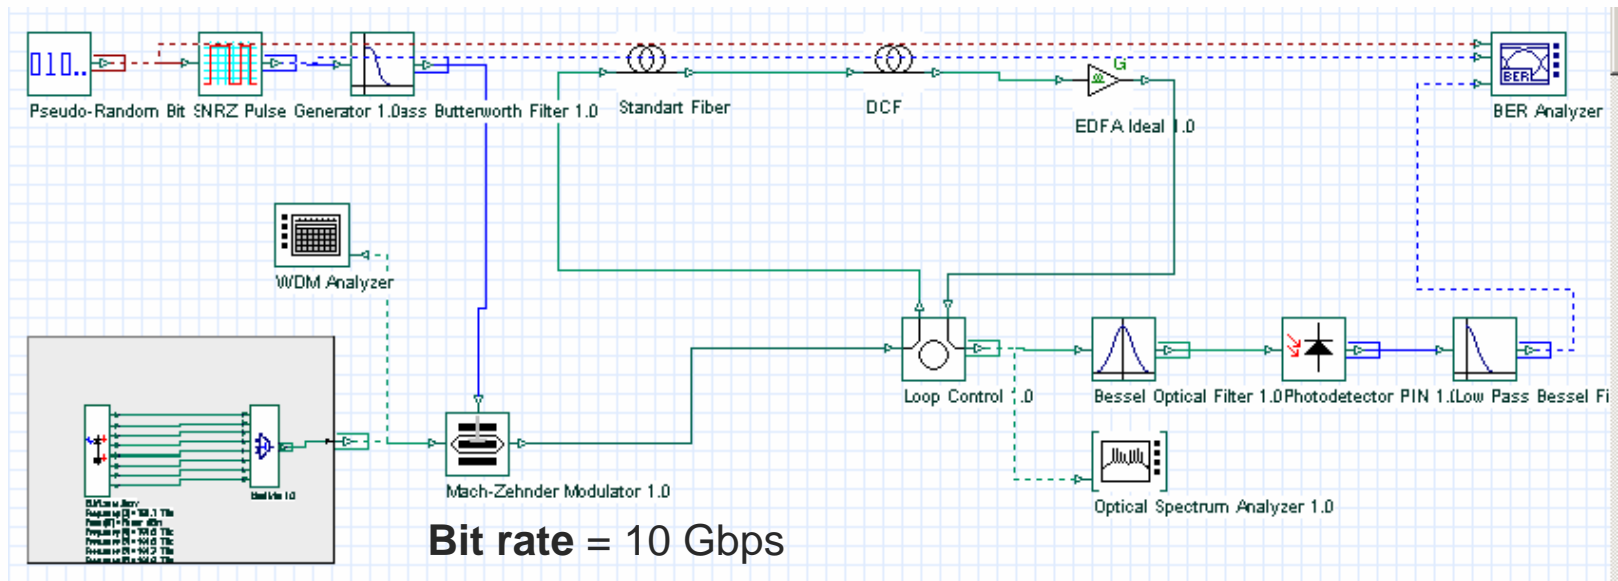 010..
Pseudo-Random Bit S
NRZ Pulse Generator 1.0
ass Butterworth Filter 1.0
Standart Fiber
DCF
G
EDFA Ideal 1.0
BER
BER Analyzer
WDM Analyzer
Loop Control 1.0
Bessel Optical Filter 1.0
Photodetector PIN 1.(
Low Pass Bessel Fi
Mach-Zehnder Modulator 1.0
Optical Spectrum Analyzer 1.0
Bit rate = 10 Gbps